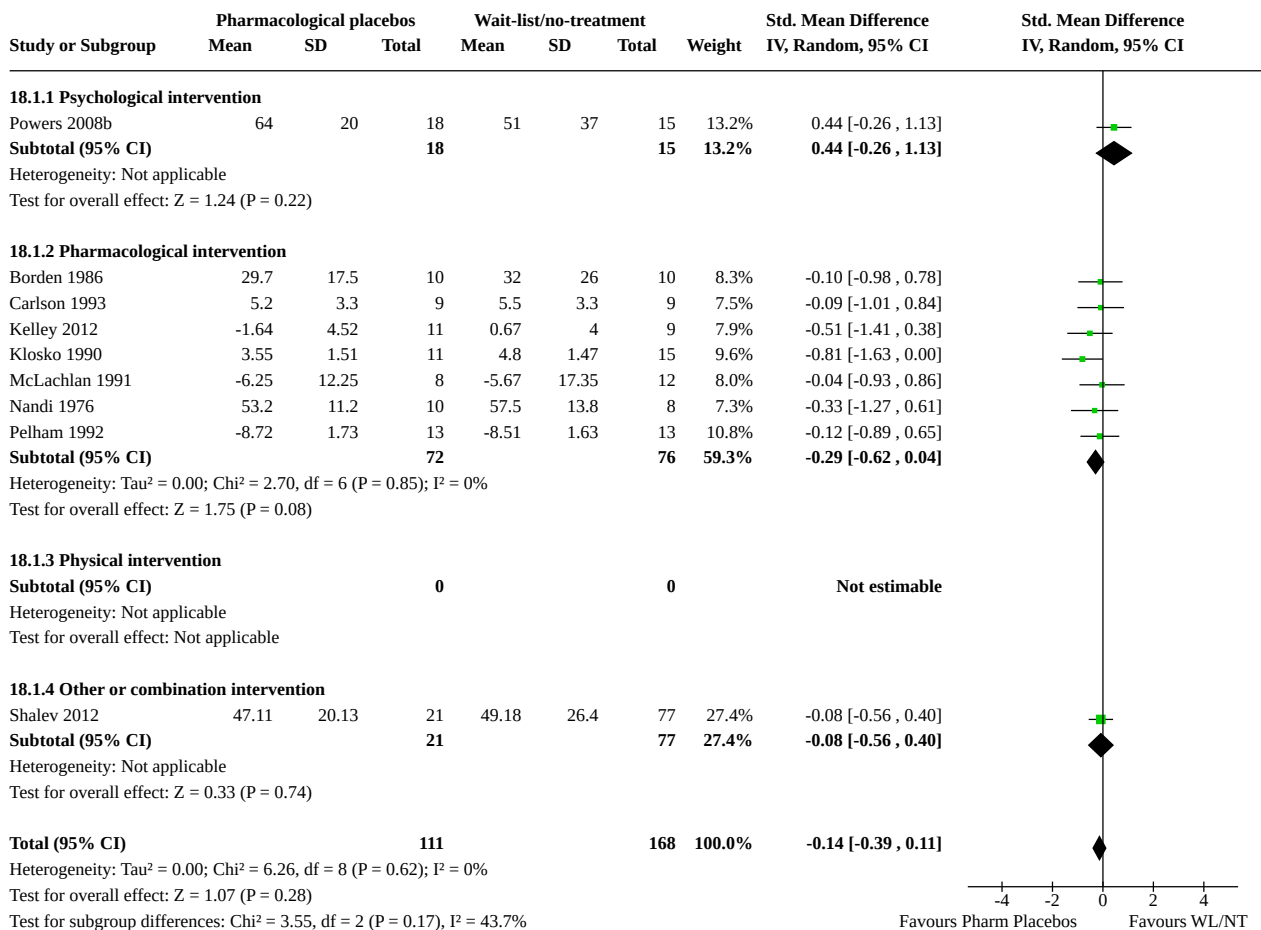 Pharmacological placebos Wait-list/no-treatment Std. Mean Difference Std. Mean Difference
Study or Subgroup Mean SD Total Mean SD Total Weight IV, Random, 95% CI IV, Random, 95% CI
18.1.1 Psychological intervention
Powers 2008b 64 20 18 51 37 15 13.2% 0.44 [-0.26 , 1.13]
Subtotal (95% CI) 18 15 13.2% 0.44 [-0.26 , 1.13]
Heterogeneity: Not applicable
Test for overall effect: Z = 1.24 (P = 0.22)
18.1.2 Pharmacological intervention
Borden 1986 29.7 17.5 10 32 26 10 8.3% -0.10 [-0.98 , 0.78]
Carlson 1993 5.2 3.3 9 5.5 3.3 9 7.5% -0.09 [-1.01 , 0.84]
Kelley 2012 -1.64 4.52 11 0.67 4 9 7.9% -0.51 [-1.41 , 0.38]
Klosko 1990 3.55 1.51 11 4.8 1.47 15 9.6% -0.81 [-1.63 , 0.00]
McLachlan 1991 -6.25 12.25 8 -5.67 17.35 12 8.0% -0.04 [-0.93 , 0.86]
Nandi 1976 53.2 11.2 10 57.5 13.8 8 7.3% -0.33 [-1.27 , 0.61]
Pelham 1992 -8.72 1.73 13 -8.51 1.63 13 10.8% -0.12 [-0.89 , 0.65]
Subtotal (95% CI) 72 76 59.3% -0.29 [-0.62 , 0.04]
Heterogeneity: Tau² = 0.00; Chi² = 2.70, df = 6 (P = 0.85); I² = 0%
Test for overall effect: Z = 1.75 (P = 0.08)
18.1.3 Physical intervention
Subtotal (95% CI) 0 0 Not estimable
Heterogeneity: Not applicable
Test for overall effect: Not applicable
18.1.4 Other or combination intervention
Shalev 2012 47.11 20.13 21 49.18 26.4 77 27.4% -0.08 [-0.56 , 0.40]
Subtotal (95% CI) 21 77 27.4% -0.08 [-0.56 , 0.40]
Heterogeneity: Not applicable
Test for overall effect: Z = 0.33 (P = 0.74)
Total (95% CI) 111 168 100.0% -0.14 [-0.39 , 0.11]
Heterogeneity: Tau² = 0.00; Chi² = 6.26, df = 8 (P = 0.62); I² = 0%
Test for overall effect: Z = 1.07 (P = 0.28) -4 -2 0 2 4
Test for subgroup differences: Chi² = 3.55, df = 2 (P = 0.17), I² = 43.7% Favours Pharm Placebos Favours WL/NT